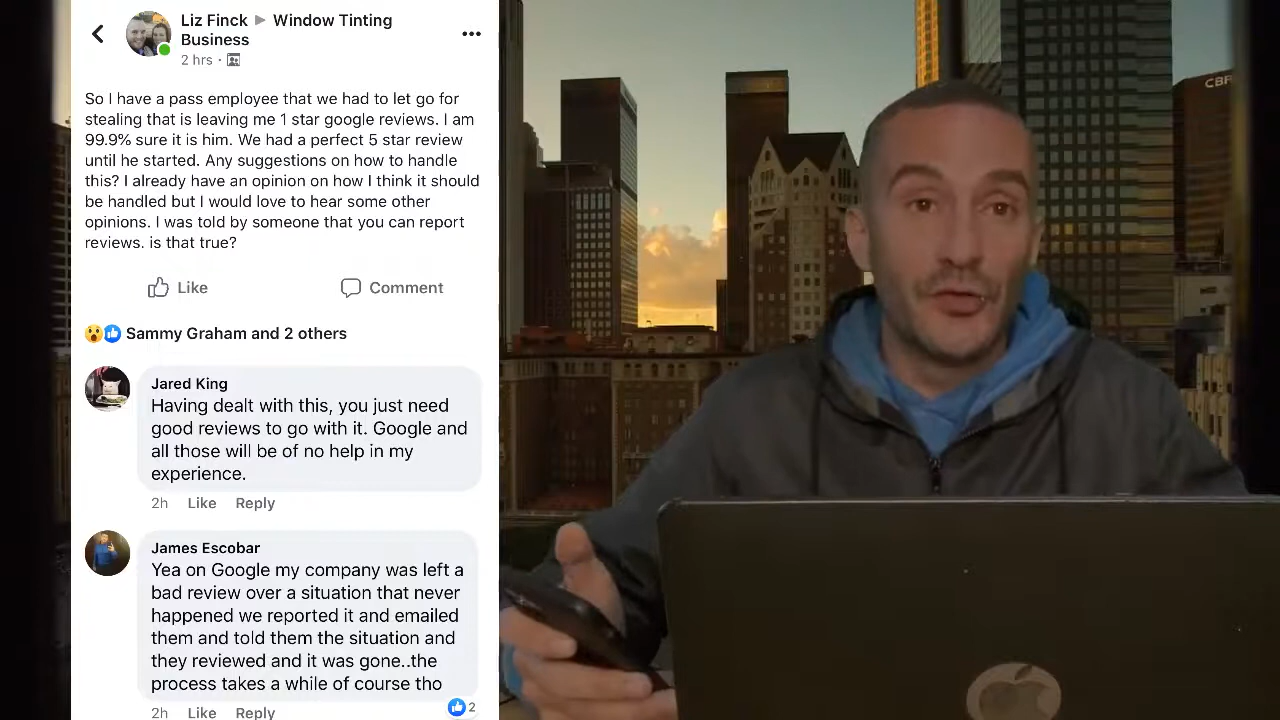 Liz Finck ▶ Window Tinting
Business
2 hrs ·
So I have a pass employee that we had to let go for
stealing that is leaving me 1 star google reviews. I am
99.9% sure it is him. We had a perfect 5 star review
until he started. Any suggestions on how to handle
this? I already have an opinion on how I think it should
be handled but I would love to hear some other
opinions. I was told by someone that you can report
reviews. is that true?
Like
Comment
Sammy Graham and 2 others
Jared King
Having dealt with this, you just need
good reviews to go with it. Google and
all those will be of no help in my
experience.
2h Like Reply
James Escobar
Yea on Google my company was left a
bad review over a situation that never
happened we reported it and emailed
them and told them the situation and
they reviewed and it was gone..the
process takes a while of course tho
2h Like Reply
2